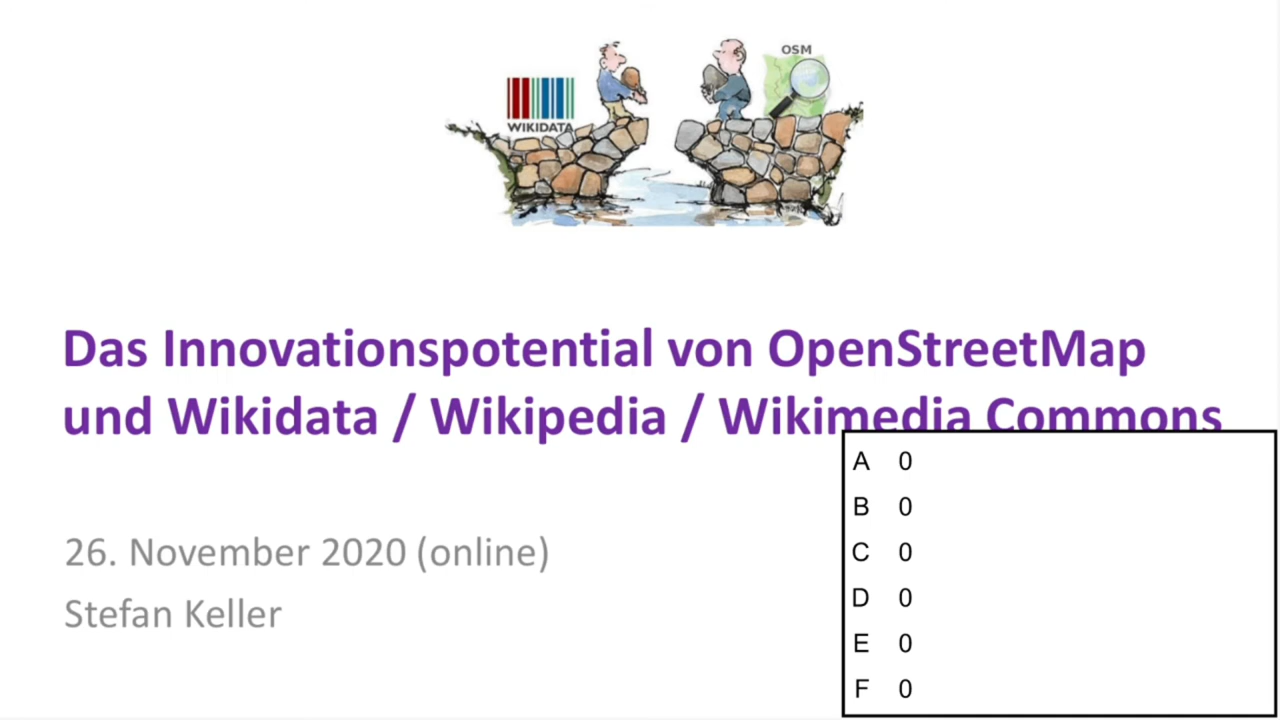 WIKIDATA
OSM
Das Innovationspotential von OpenStreetMap
und Wikidata / Wikipedia / Wikimedia Commons
26. November 2020 (online)
Stefan Keller
A 0
B 0
C 0
D 0
E 0
F 0